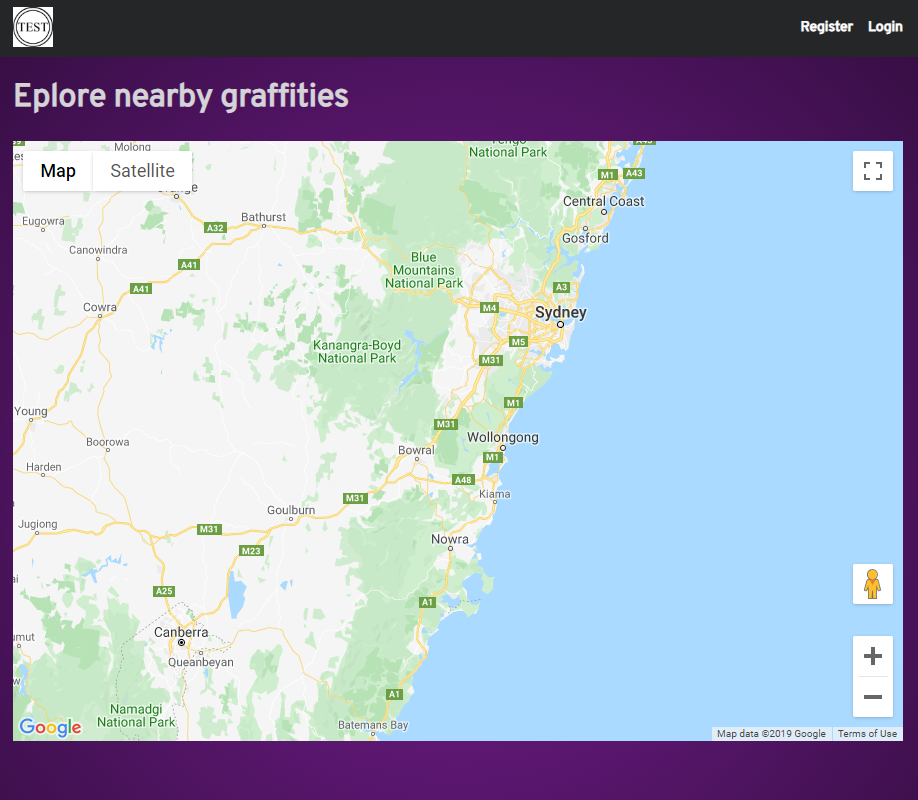 TEST
Register Login
Eplore nearby graffities
Map Satellite
Molong
National Park
M1 A43
Central Coast
Gosford
Eugowra
Bathurst
A32
Canowindra
A41
A41
Blue
Mountains
National Park
A3
Cowra
M4
Sydney
M5
Kanangra-Boyd
National Park
M31
M1
Young
M31
Wollongong
Boorowa
Bowral
M1
Harden
A48
Kiama
M31
Goulburn
Jugiong
M31
Nowra
M23
A25
A1
Canberra
Queanbeyan
A1
Namadgi
National Park
Batemans Bay
Google
Map data ©2019 Google Terms of Use